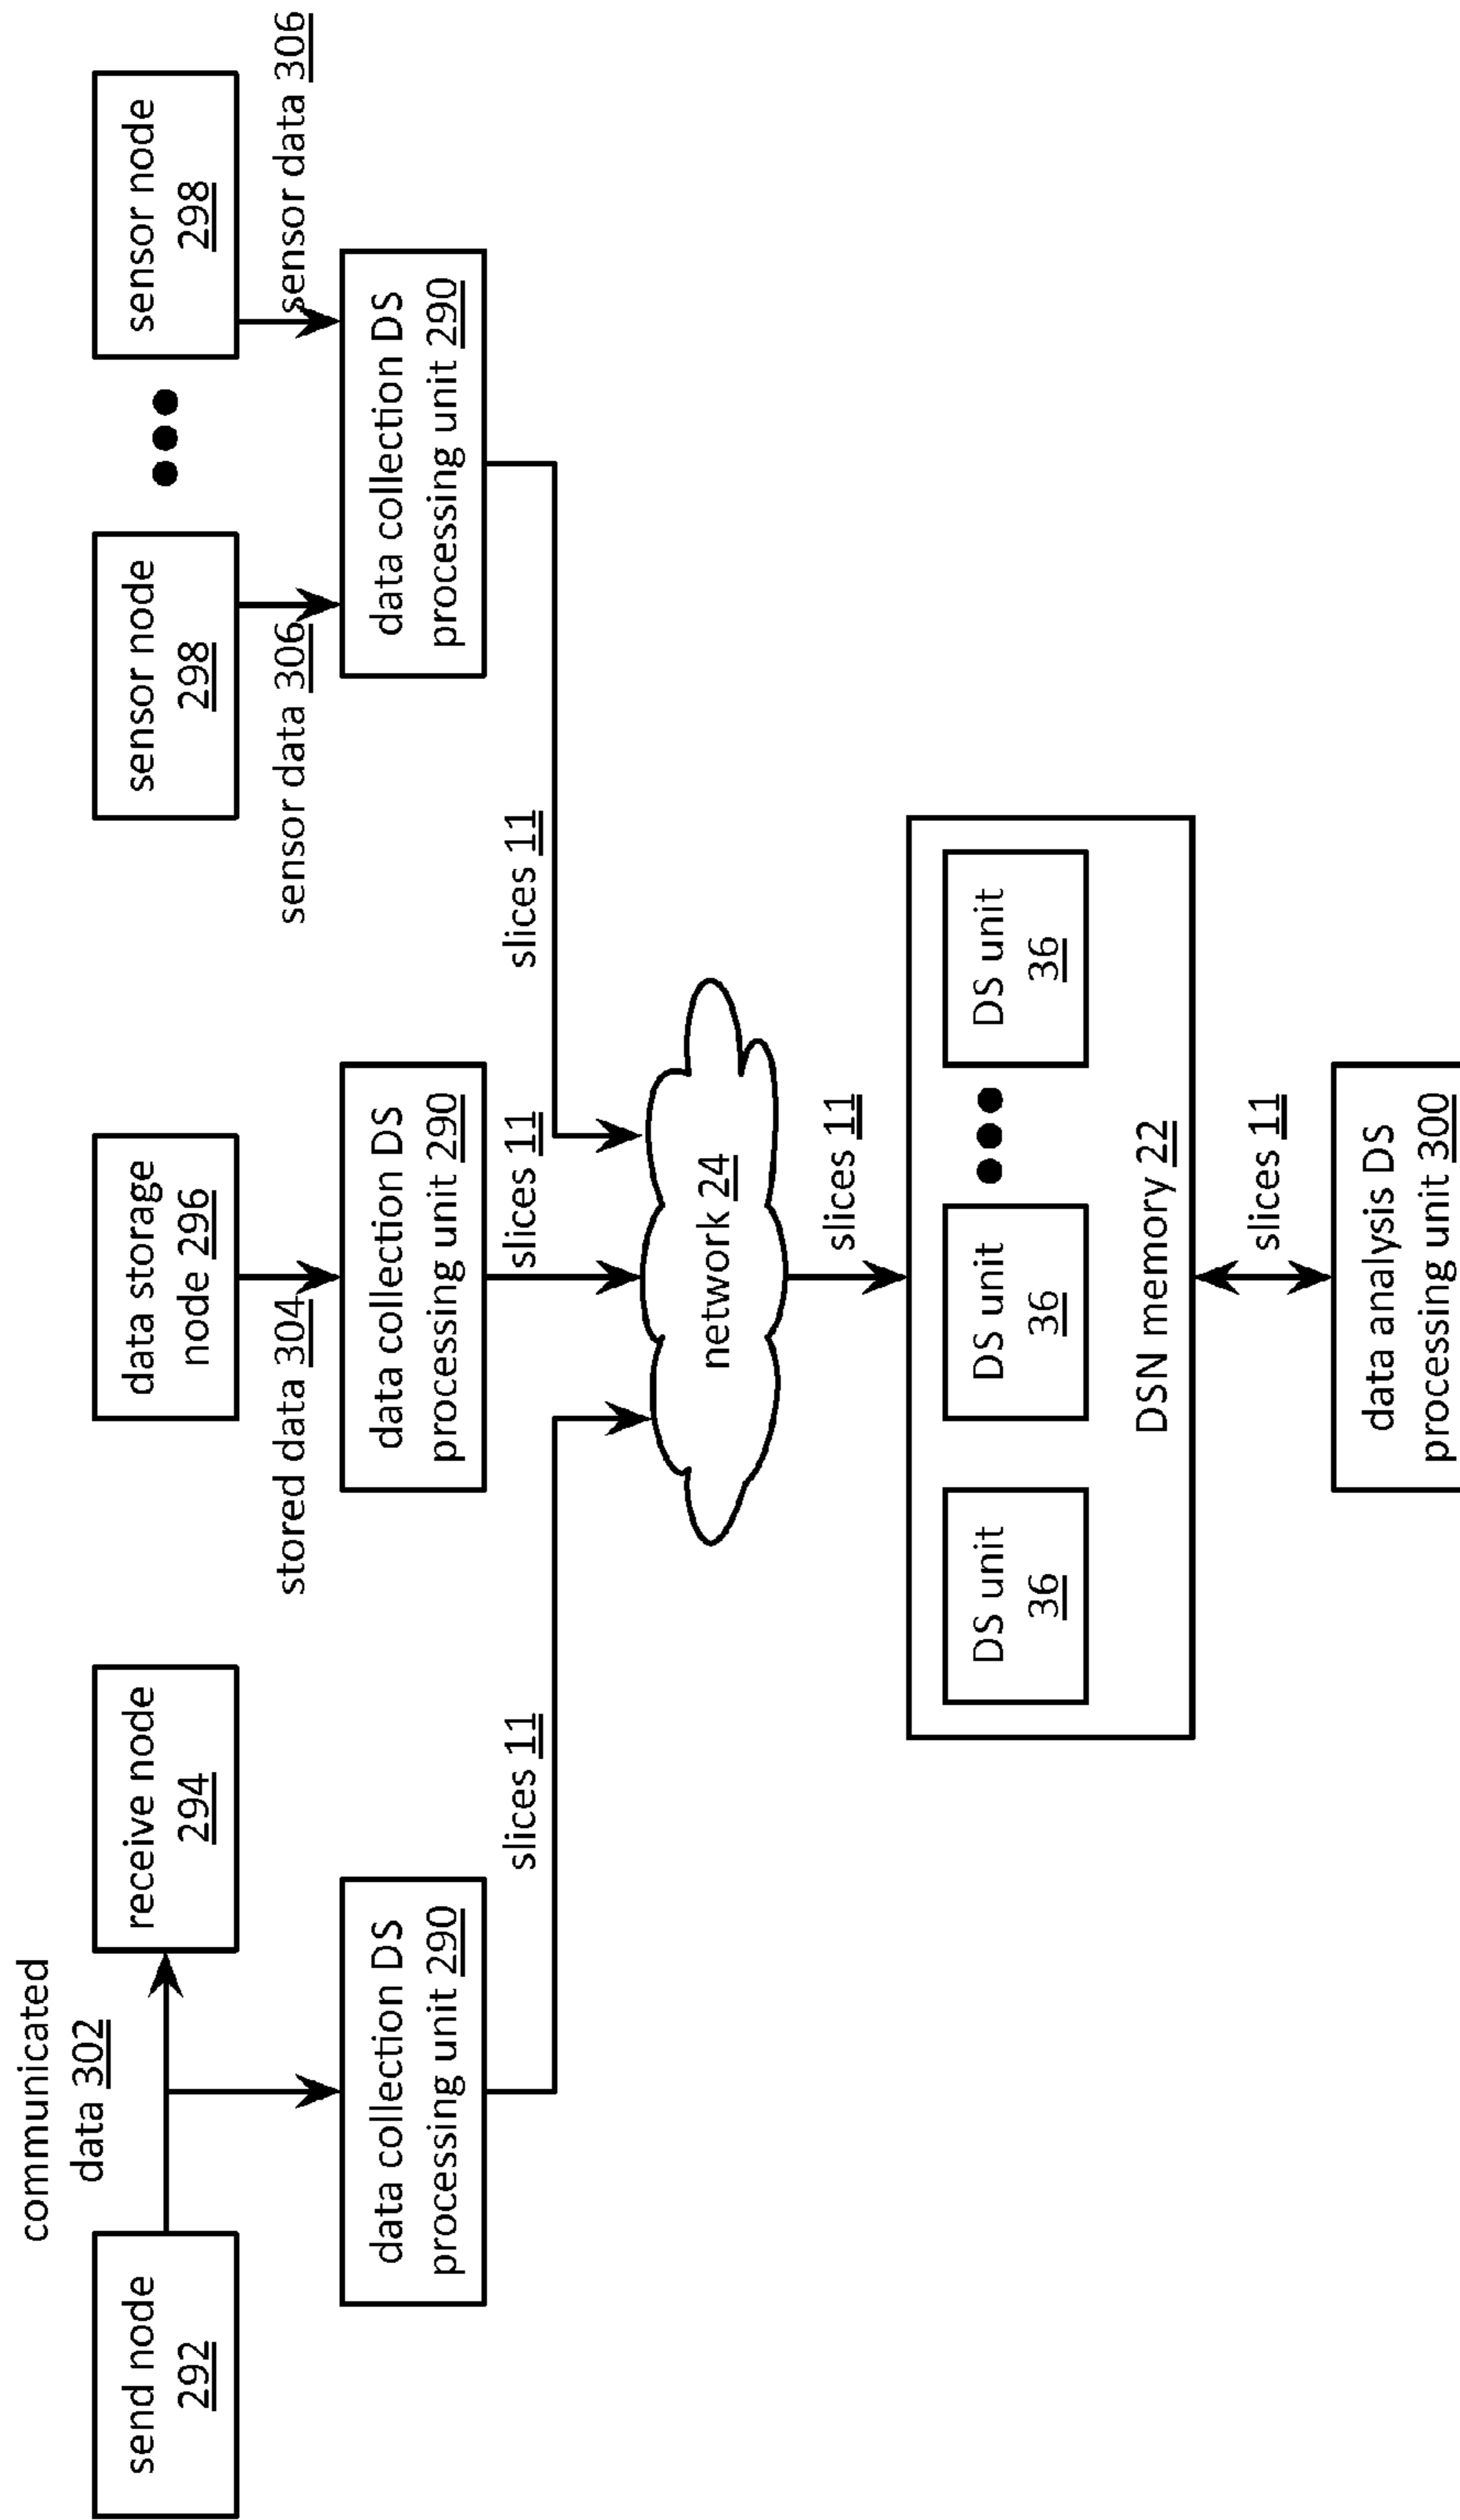 communicated
data 302
send node
292
receive node
294
data storage
node 296
sensor node
298
sensor node
298
stored data 304
sensor data 306
sensor data 306
data collection DS
processing unit 290
data collection DS
processing unit 290
data collection DS
processing unit 290
slices 11
slices 11
slices 11
network 24
slices 11
DS unit
36
DS unit
36
DS unit
36
DSN memory 22
slices 11
data analysis DS
processing unit 300